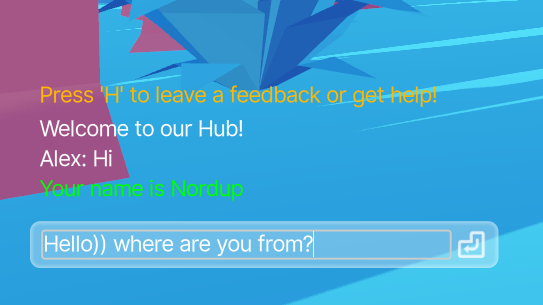 Press 'H' to leave a feedback or get help!
Welcome to our Hub!
Alex: Hi
Your name is Nordup
Hello)) where are you from?